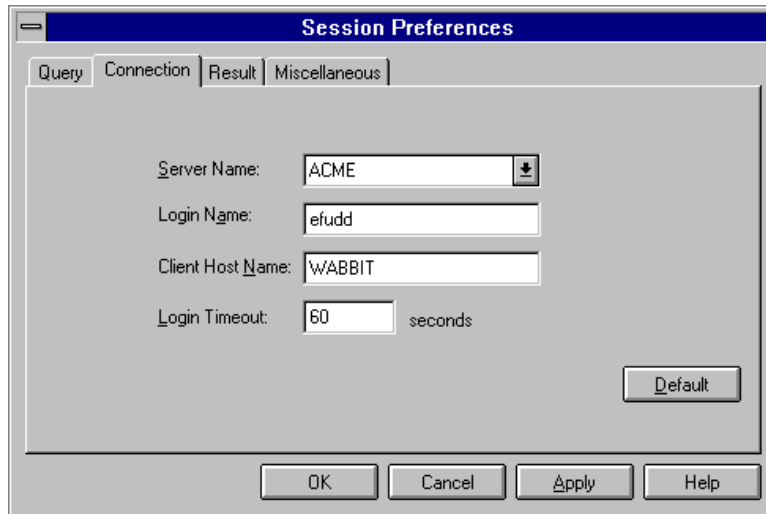 Session Preferences
Query Connection Result Miscellaneous
Server Name: ACME
Login Name: efudd
Client Host Name: WABBIT
Login Timeout: 60 seconds
Default
OK Cancel Apply Help